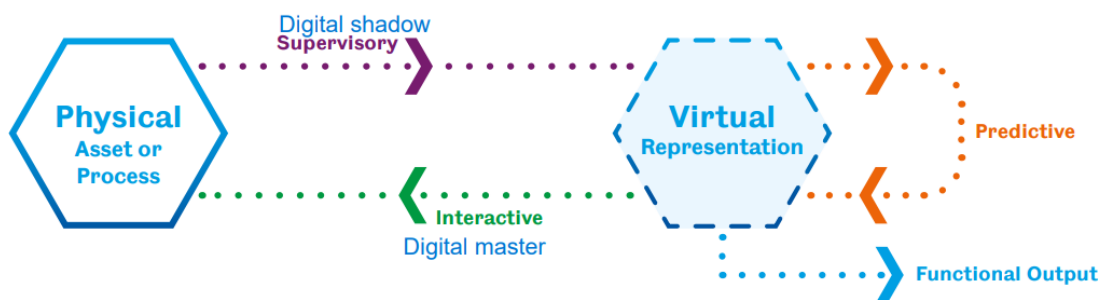 Digital shadow
Supervisory
Physical
Asset or
Process
Virtual
Representation
Predictive
Interactive
Digital master
Functional Output